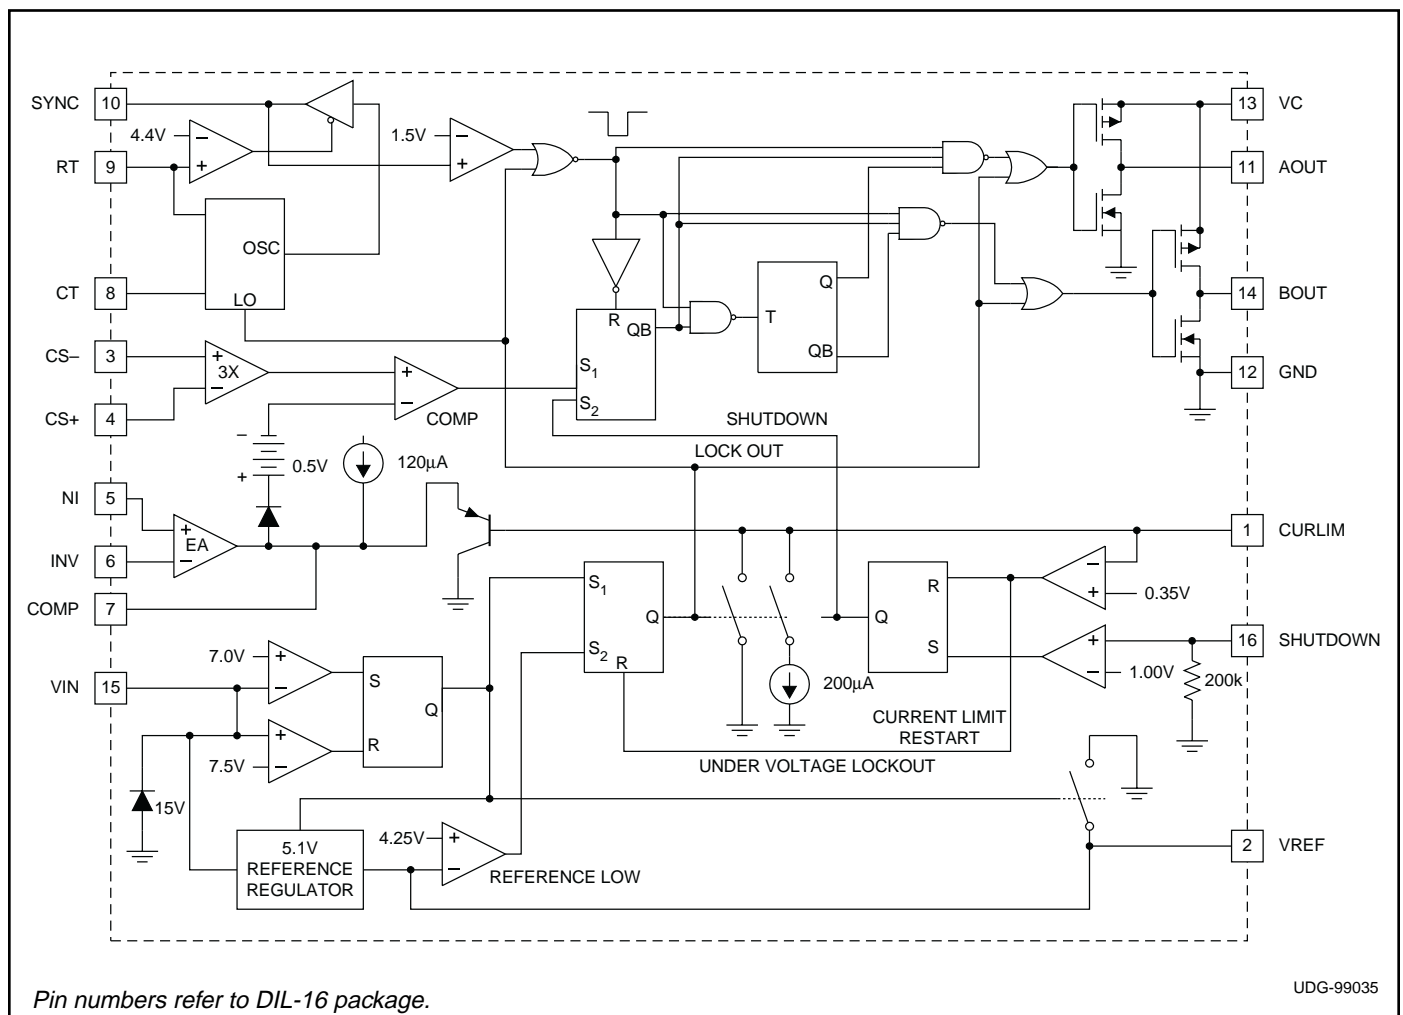 SYNC 10
4.4V
1.5V
13 VC
RT 9
11 AOUT
OSC
CT 8
LO
Q
T
QB
14 BOUT
R
QB
S1
S2
CS– 3
3X
12 GND
CS+ 4
COMP
SHUTDOWN
LOCK OUT
0.5V
120µA
NI 5
EA
INV 6
1 CURLIM
COMP 7
S1
S2
Q
R
R
Q
S
0.35V
16 SHUTDOWN
1.00V
200k
7.0V
VIN 15
S
Q
R
7.5V
200µA
CURRENT LIMIT
RESTART
UNDER VOLTAGE LOCKOUT
15V
5.1V
REFERENCE
REGULATOR
4.25V
REFERENCE LOW
2 VREF
Pin numbers refer to DIL-16 package.
UDG-99035